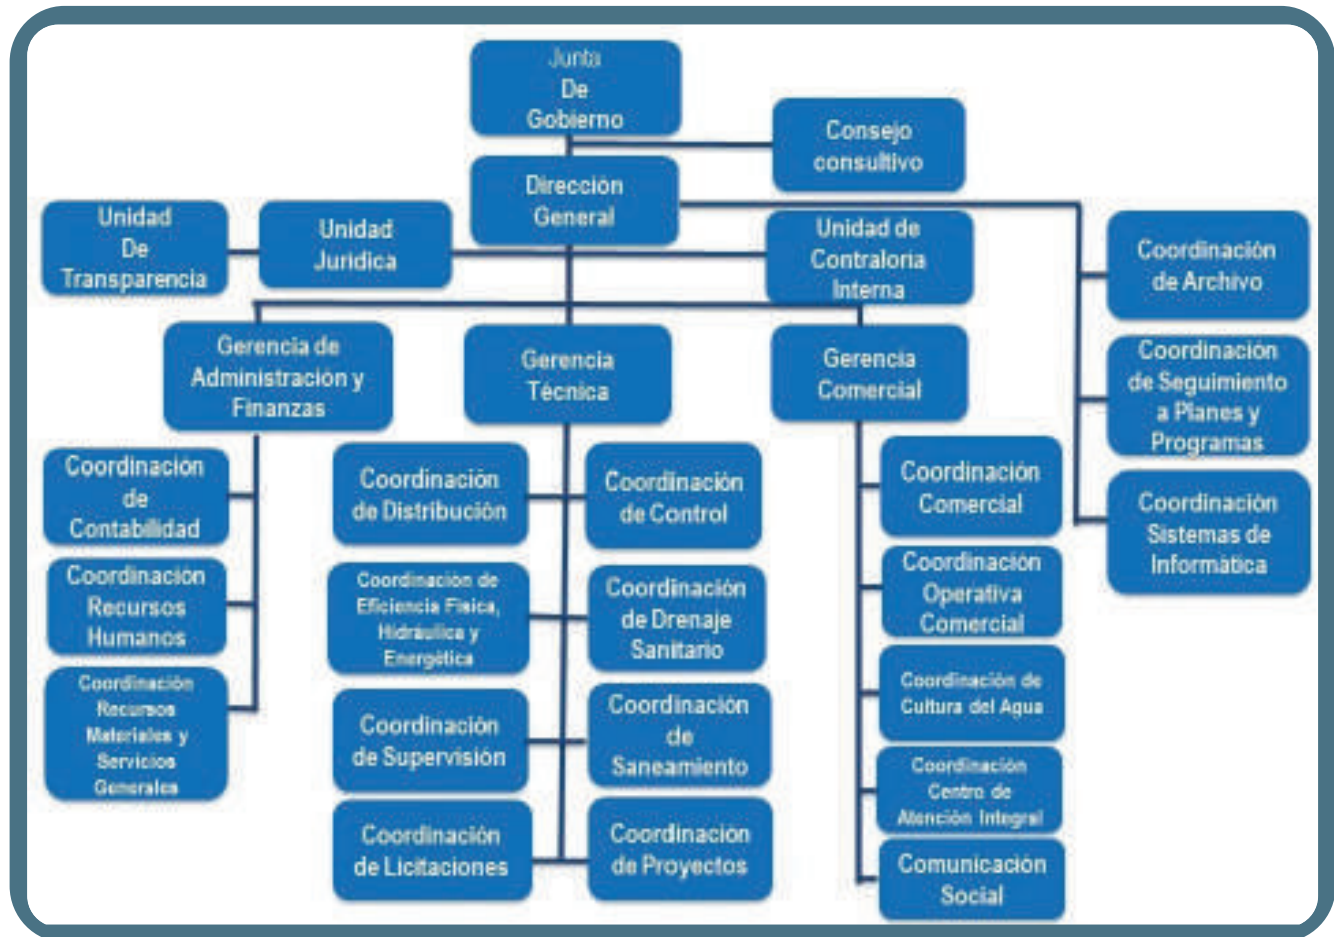 Junta
De
Gobierno
Consejo
consultivo
Dirección
General
Unidad
De
Transparencia
Unidad
Jurídica
Unidad de
Contraloría
Interna
Coordinación
de Archivo
Coordinación
de Seguimiento
a Planes y
Programas
Coordinación
Sistemas de
Informática
Gerencia de
Administración y
Finanzas
Gerencia
Técnica
Gerencia
Comercial
Coordinación
de
Contabilidad
Coordinación
Recursos
Humanos
Coordinación
Recursos
Materiales y
Servicios
Generales
Coordinación
de Distribución
Coordinación
de Control
Coordinación de
Eficiencia Física,
Hidráulica y
Energética
Coordinación
de Drenaje
Sanitario
Coordinación
de Supervisión
Coordinación
de
Saneamiento
Coordinación
de Licitaciones
Coordinación
de Proyectos
Coordinación
Comercial
Coordinación
Operativa
Comercial
Coordinación de
Cultura del Agua
Coordinación
Centro de
Atención Integral
Comunicación
Social